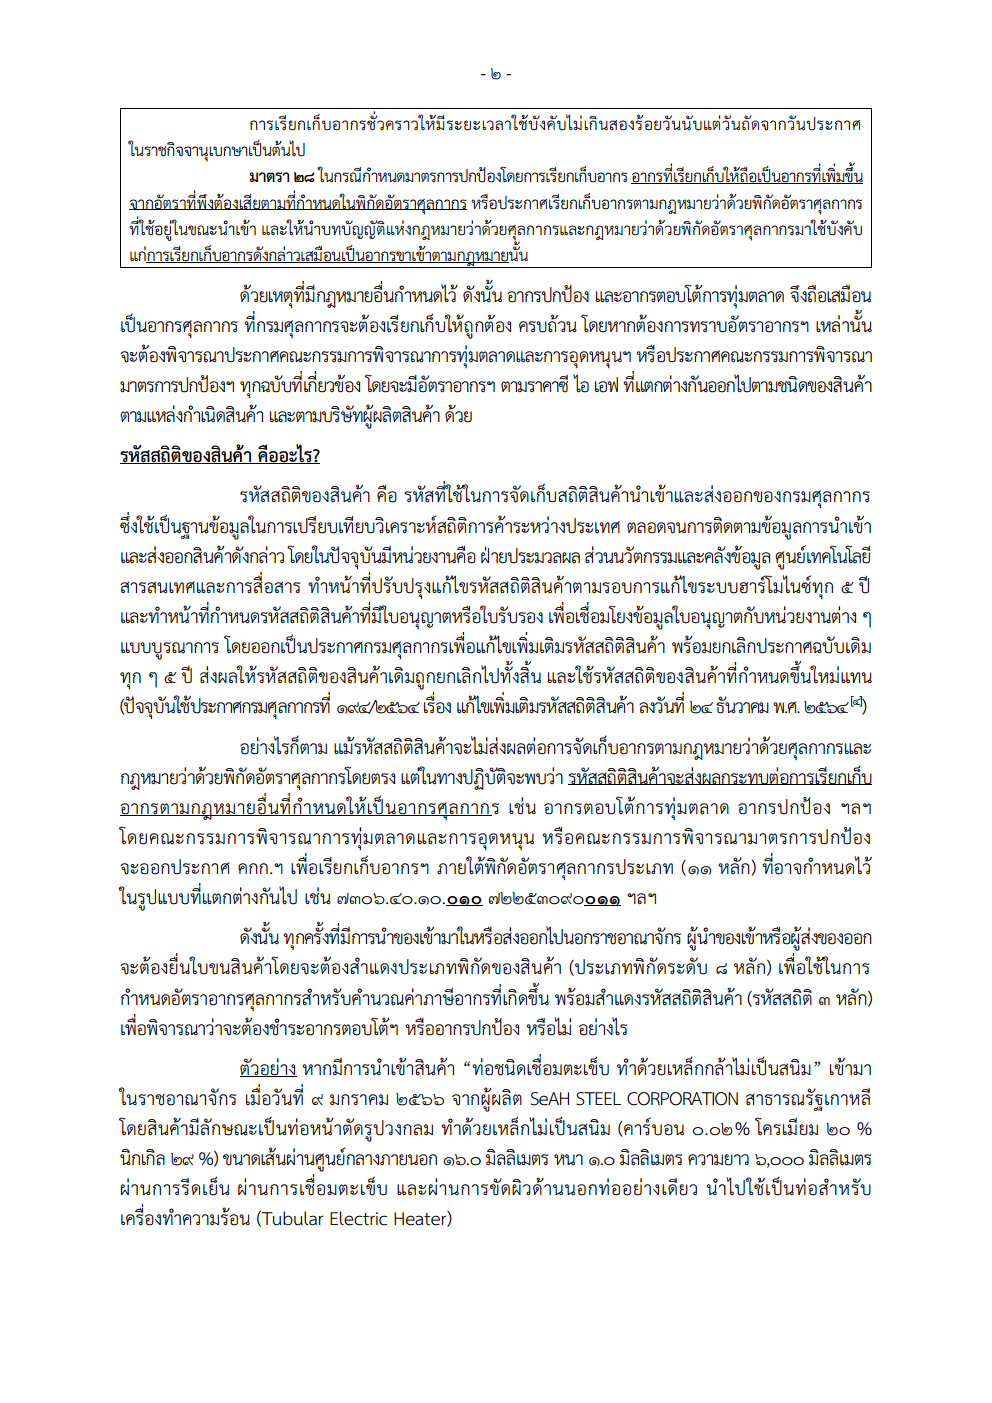 - ๒ -
การเรียกเก็บอากรชั่วคราวให้มีระยะเวลาใช้บังคับไม่เกินสองร้อยวันนับแต่วันถัดจากวันประกาศ
ในราชกิจจานุเบกษาเป็นต้นไป
มาตรา ๒๘ ในกรณีกำหนดมาตรการปกป้องโดยการเรียกเก็บอากร อากรที่เรียกเก็บให้ถือเป็นอากรที่เพิ่มขึ้น
จากอัตราที่พึงต้องเสียตามที่กำหนดในพิกัดอัตราศุลกากร หรือประกาศเรียกเก็บอากรตามกฎหมายว่าด้วยพิกัดอัตราศุลกากร
ที่ใช้อยู่ในขณะนำเข้า และให้นำบทบัญญัติแห่งกฎหมายว่าด้วยศุลกากรและกฎหมายว่าด้วยพิกัดอัตราศุลกากรมาใช้บังคับ
แก่การเรียกเก็บอากรดังกล่าวเสมือนเป็นอากรขาเข้าตามกฎหมายนั้น
ด้วยเหตุที่มีกฎหมายอื่นกำหนดไว้ ดังนั้น อากรปกป้อง และอากรตอบโต้การทุ่มตลาด จึงถือเสมือน
เป็นอากรศุลกากร ที่กรมศุลกากรจะต้องเรียกเก็บให้ถูกต้อง ครบถ้วน โดยหากต้องการทราบอัตราอากรฯ เหล่านั้น
จะต้องพิจารณาประกาศคณะกรรมการพิจารณาการทุ่มตลาดและการอุดหนุนฯ หรือประกาศคณะกรรมการพิจารณา
มาตรการปกป้องฯ ทุกฉบับที่เกี่ยวข้อง โดยจะมีอัตราอากรฯ ตามราคาซี ไอ เอฟ ที่แตกต่างกันออกไปตามชนิดของสินค้า
ตามแหล่งกำเนิดสินค้า และตามบริษัทผู้ผลิตสินค้า ด้วย
รหัสสถิติของสินค้า คืออะไร?
รหัสสถิติของสินค้า คือ รหัสที่ใช้ในการจัดเก็บสถิติสินค้านำเข้าและส่งออกของกรมศุลกากร
ซึ่งใช้เป็นฐานข้อมูลในการเปรียบเทียบวิเคราะห์สถิติการค้าระหว่างประเทศ ตลอดจนการติดตามข้อมูลการนำเข้า
และส่งออกสินค้าดังกล่าว โดยในปัจจุบันมีหน่วยงานคือ ฝ่ายประมวลผล ส่วนนวัตกรรมและคลังข้อมูล ศูนย์เทคโนโลยี
สารสนเทศและการสื่อสาร ทำหน้าที่ปรับปรุงแก้ไขรหัสสถิติสินค้าตามรอบการแก้ไขระบบฮาร์โมไนซ์ทุก ๕ ปี
และทำหน้าที่กำหนดรหัสสถิติสินค้าที่มีใบอนุญาตหรือใบรับรอง เพื่อเชื่อมโยงข้อมูลใบอนุญาตกับหน่วยงานต่าง ๆ
แบบบูรณาการ โดยออกเป็นประกาศกรมศุลกากรเพื่อแก้ไขเพิ่มเติมรหัสสถิติสินค้า พร้อมยกเลิกประกาศฉบับเดิม
ทุก ๆ ๕ ปี ส่งผลให้รหัสสถิติของสินค้าเดิมถูกยกเลิกไปทั้งสิ้น และใช้รหัสสถิติของสินค้าที่กำหนดขึ้นใหม่แทน
(ปัจจุบันใช้ประกาศกรมศุลกากรที่ ๑๙๔/๒๕๖๔ เรื่อง แก้ไขเพิ่มเติมรหัสสถิติสินค้า ลงวันที่ ๒๔ ธันวาคม พ.ศ. ๒๕๖๔ [๔])
อย่างไรก็ตาม แม้รหัสสถิติสินค้าจะไม่ส่งผลต่อการจัดเก็บอากรตามกฎหมายว่าด้วยศุลกากรและ
กฎหมายว่าด้วยพิกัดอัตราศุลกากรโดยตรง แต่ในทางปฏิบัติจะพบว่า รหัสสถิติสินค้าจะส่งผลกระทบต่อการเรียกเก็บ
อากรตามกฎหมายอื่นที่กำหนดให้เป็นอากรศุลกากร เช่น อากรตอบโต้การทุ่มตลาด อากรปกป้อง ฯลฯ
โดยคณะกรรมการพิจารณาการทุ่มตลาดและการอุดหนุน หรือคณะกรรมการพิจารณามาตรการปกป้อง
จะออกประกาศ คกก.ฯ เพื่อเรียกเก็บอากรฯ ภายใต้พิกัดอัตราศุลกากรประเภท (๑๑ หลัก) ที่อาจกำหนดไว้
ในรูปแบบที่แตกต่างกันไป เช่น ๗๓๐๖.๔๐.๑๐.๐๑๐ ๗๒๒๕๓๐๙๐๐๑๑ ฯลฯ
ดังนั้น ทุกครั้งที่มีการนำของเข้ามาในหรือส่งออกไปนอกราชอาณาจักร ผู้นำของเข้าหรือผู้ส่งของออก
จะต้องยื่นใบขนสินค้าโดยจะต้องสำแดงประเภทพิกัดของสินค้า (ประเภทพิกัดระดับ ๘ หลัก) เพื่อใช้ในการ
กำหนดอัตราอากรศุลกากรสำหรับคำนวณค่าภาษีอากรที่เกิดขึ้น พร้อมสำแดงรหัสสถิติสินค้า (รหัสสถิติ ๓ หลัก)
เพื่อพิจารณาว่าจะต้องชำระอากรตอบโต้ฯ หรืออากรปกป้อง หรือไม่ อย่างไร
ตัวอย่าง หากมีการนำเข้าสินค้า “ท่อชนิดเชื่อมตะเข็บ ทำด้วยเหล็กกล้าไม่เป็นสนิม” เข้ามา
ในราชอาณาจักร เมื่อวันที่ ๙ มกราคม ๒๕๖๖ จากผู้ผลิต SeAH STEEL CORPORATION สาธารณรัฐเกาหลี
โดยสินค้ามีลักษณะเป็นท่อหน้าตัดรูปวงกลม ทำด้วยเหล็กไม่เป็นสนิม (คาร์บอน ๐.๐๒% โครเมียม ๒๐ %
นิกเกิล ๒๙ %) ขนาดเส้นผ่านศูนย์กลางภายนอก ๑๖.๐ มิลลิเมตร หนา ๑.๐ มิลลิเมตร ความยาว ๖,๐๐๐ มิลลิเมตร
ผ่านการรีดเย็น ผ่านการเชื่อมตะเข็บ และผ่านการขัดผิวด้านนอกท่ออย่างเดียว นำไปใช้เป็นท่อสำหรับ
เครื่องทำความร้อน (Tubular Electric Heater)